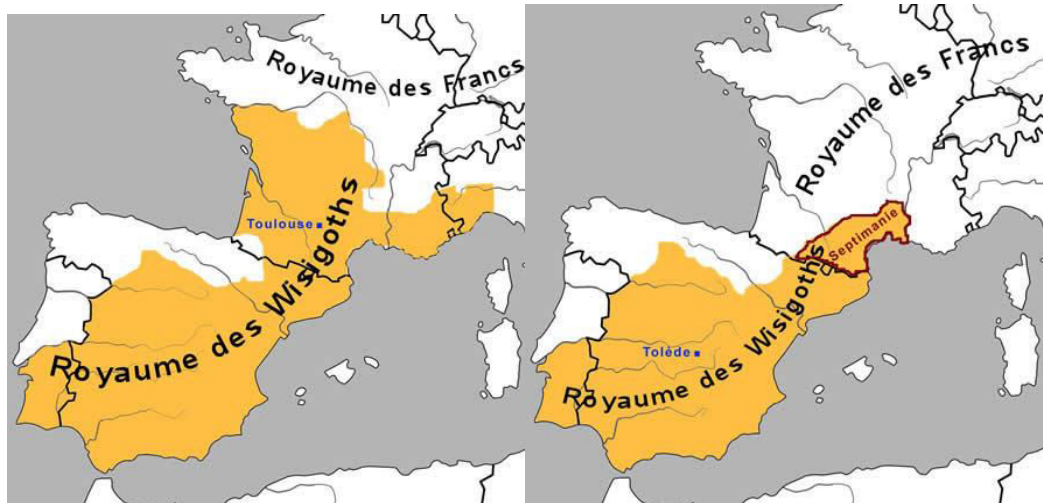 Royaume des Francs
Toulouse
Royaume des Wisigoths
Royaume des Francs
Septimanie
Tolède
Royaume des Wisigoths